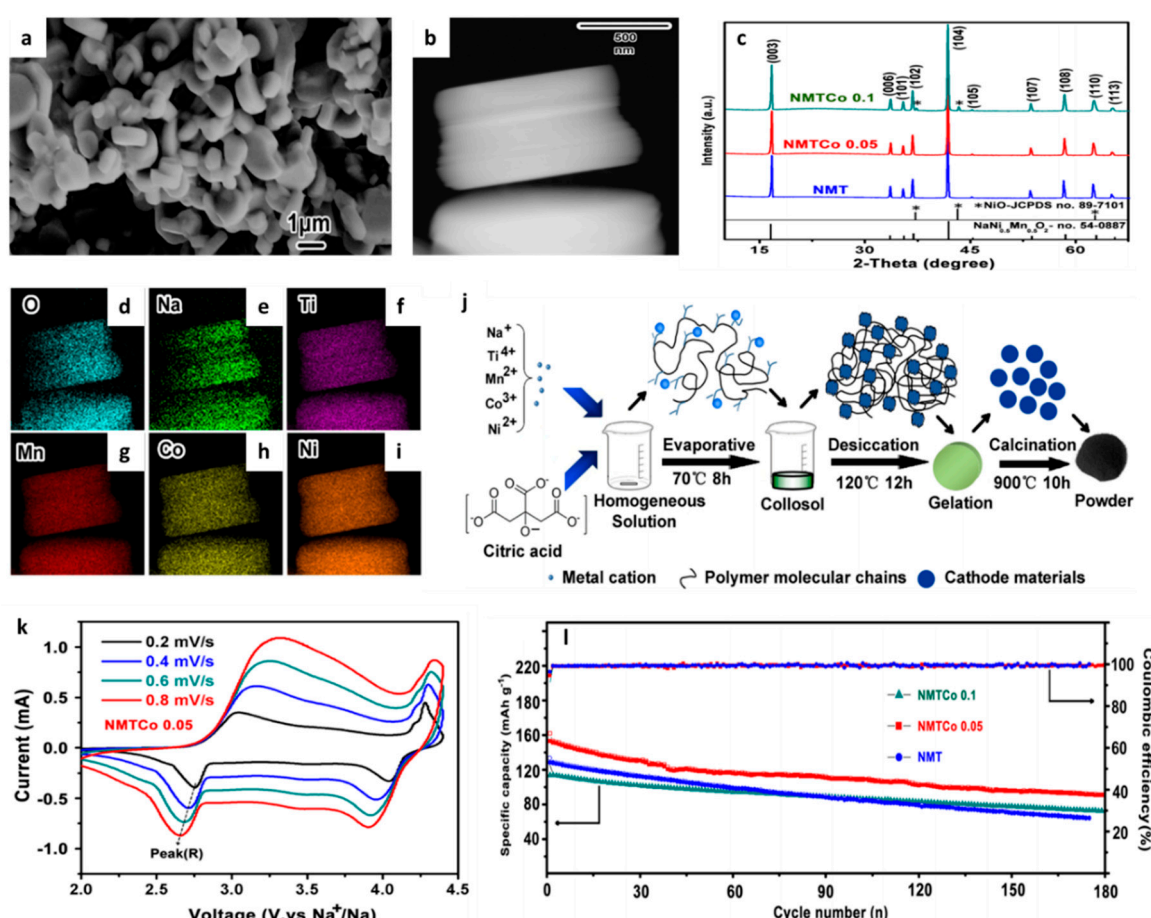 a
1μm
b
500
nm
c
Intensity (a.u.)
(003)
(006)
(101)
(102)
*
(104)
*
(105)
(107)
(108)
(110)
(113)
NMTCo 0.1
NMTCo 0.05
NMT
*
*
*NiO-JCPDS no. 89-7101
*
NaNi0.5Mn0.5O2- no. 54-0887
15
30
45
60
2-Theta (degree)
O
d
Na
e
Ti
f
Mn
g
Co
h
Ni
i
j
Na+
Ti4+
Mn2+
Co3+
Ni2+
O
O-
-O
O
O
O-
O-
Citric acid
Homogeneous
Solution
Evaporative
70℃ 8h
Collosol
Desiccation
120℃ 12h
Gelation
Calcination
900℃ 10h
Powder
Metal cation
Polymer molecular chains
Cathode materials
k
0.2 mV/s
0.4 mV/s
0.6 mV/s
0.8 mV/s
NMTCo 0.05
Peak(R)
Current (mA)
1.0
0.5
0.0
-0.5
-1.0
2.0
2.5
3.0
3.5
4.0
4.5
Voltage (V.vs Na+/Na)
l
Specific capacity (mAh g-1)
220
200
180
160
140
120
100
80
60
40
NMTCo 0.1
NMTCo 0.05
NMT
100
80
60
40
20
Coulombic efficiency(%)
0
30
60
90
120
150
180
Cycle number (n)